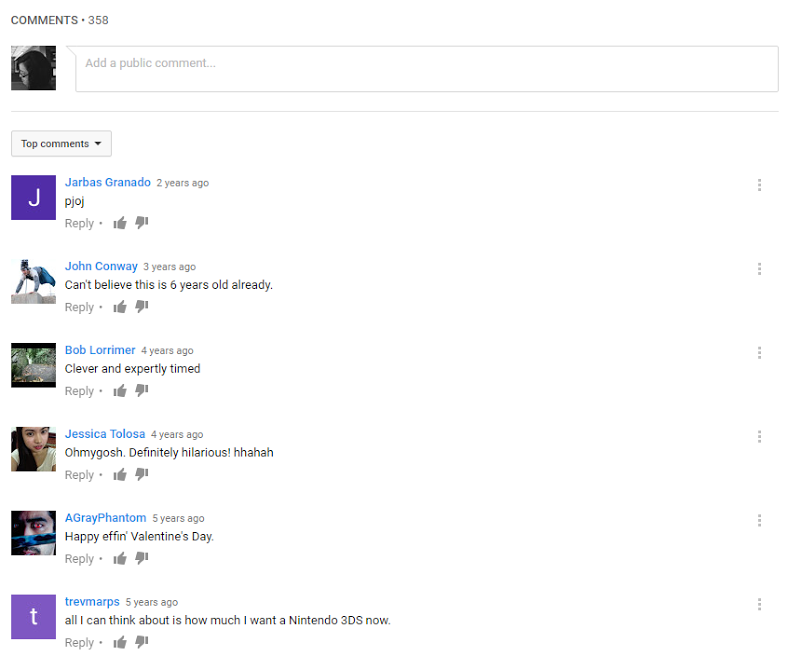 COMMENTS • 358
Add a public comment...
Top comments
J
Jarbas Granado 2 years ago
pjoj
Reply •
John Conway 3 years ago
Can't believe this is 6 years old already.
Reply •
Bob Lorrimer 4 years ago
Clever and expertly timed
Reply •
Jessica Tolosa 4 years ago
Ohmygosh. Definitely hilarious! hhahah
Reply •
AGrayPhantom 5 years ago
Happy effin' Valentine's Day.
Reply •
t
trevmarps 5 years ago
all I can think about is how much I want a Nintendo 3DS now.
Reply •